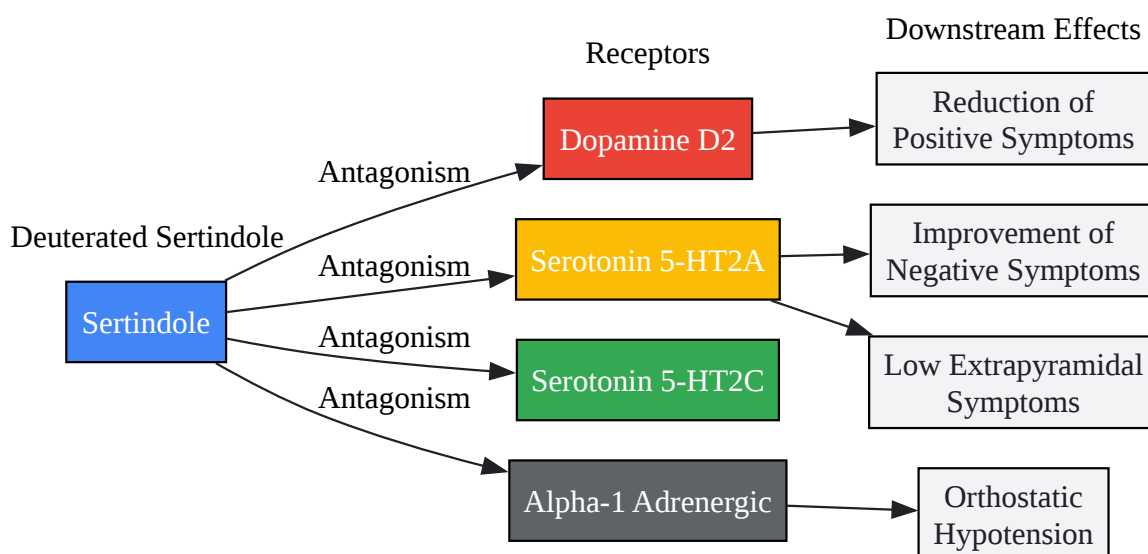 Downstream Effects
Receptors
Reduction of
Positive Symptoms
Dopamine D2
Antagonism
Deuterated Sertindole
Improvement of
Negative Symptoms
Serotonin 5-HT2A
Antagonism
Sertindole
Antagonism
Serotonin 5-HT2C
Low Extrapyramidal
Symptoms
Antagonism
Alpha-1 Adrenergic
Orthostatic
Hypotension